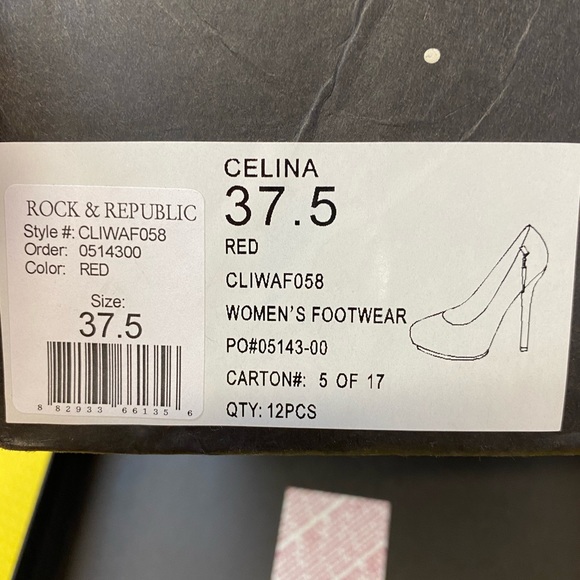 ROCK & REPUBLIC
Style #: CLIWAF058
Order: 0514300
Color: RED
Size:
37.5
8 82933 66135 6
CELINA
37.5
RED
CLIWAF058
WOMEN'S FOOTWEAR
PO#05143-00
CARTON#: 5 OF 17
QTY: 12PCS